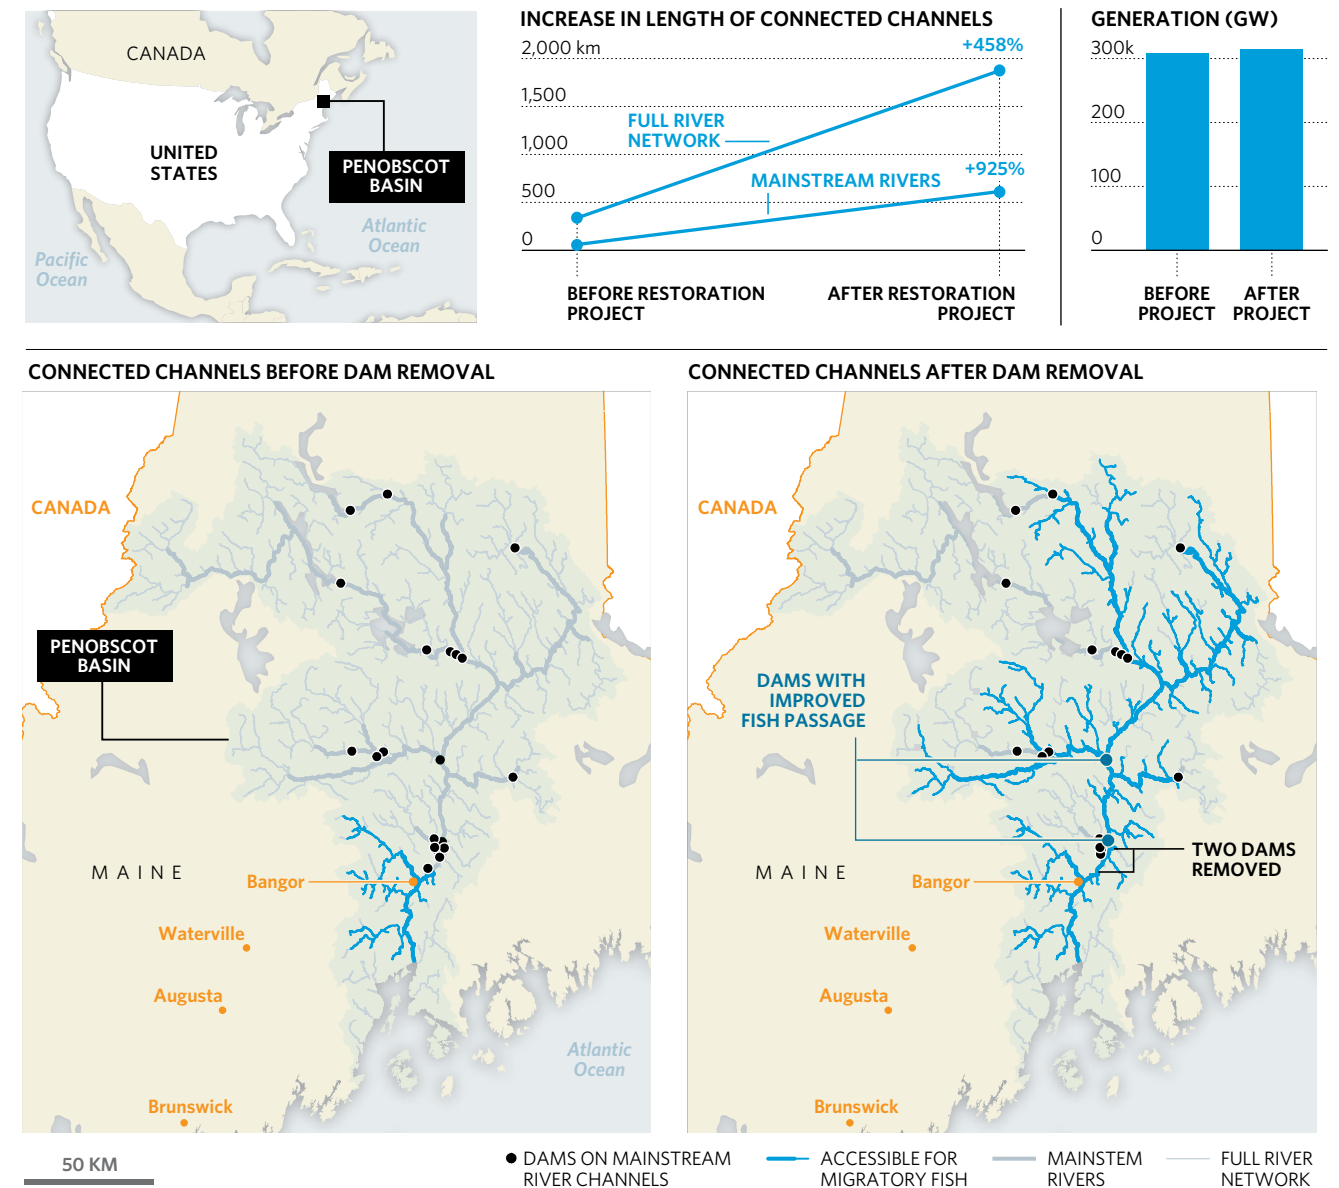 CANADA
UNITED
STATES
PENOBSCOT
BASIN
Atlantic
Ocean
Pacific
Ocean
INCREASE IN LENGTH OF CONNECTED CHANNELS
2,000 km
+458%
1,500
FULL RIVER
NETWORK
1,000
+925%
MAINSTREAM RIVERS
500
0
BEFORE RESTORATION
PROJECT
AFTER RESTORATION
PROJECT
GENERATION (GW)
300k
200
100
0
BEFORE
PROJECT
AFTER
PROJECT
CONNECTED CHANNELS BEFORE DAM REMOVAL
CANADA
PENOBSCOT
BASIN
MAINE
Bangor
Waterville
Augusta
Atlantic
Ocean
Brunswick
CONNECTED CHANNELS AFTER DAM REMOVAL
CANADA
DAMS WITH
IMPROVED
FISH PASSAGE
TWO DAMS
REMOVED
MAINE
Bangor
Waterville
Augusta
Brunswick
50 KM
DAMS ON MAINSTREAM
RIVER CHANNELS
ACCESSIBLE FOR
MIGRATORY FISH
MAINSTEM
RIVERS
FULL RIVER
NETWORK